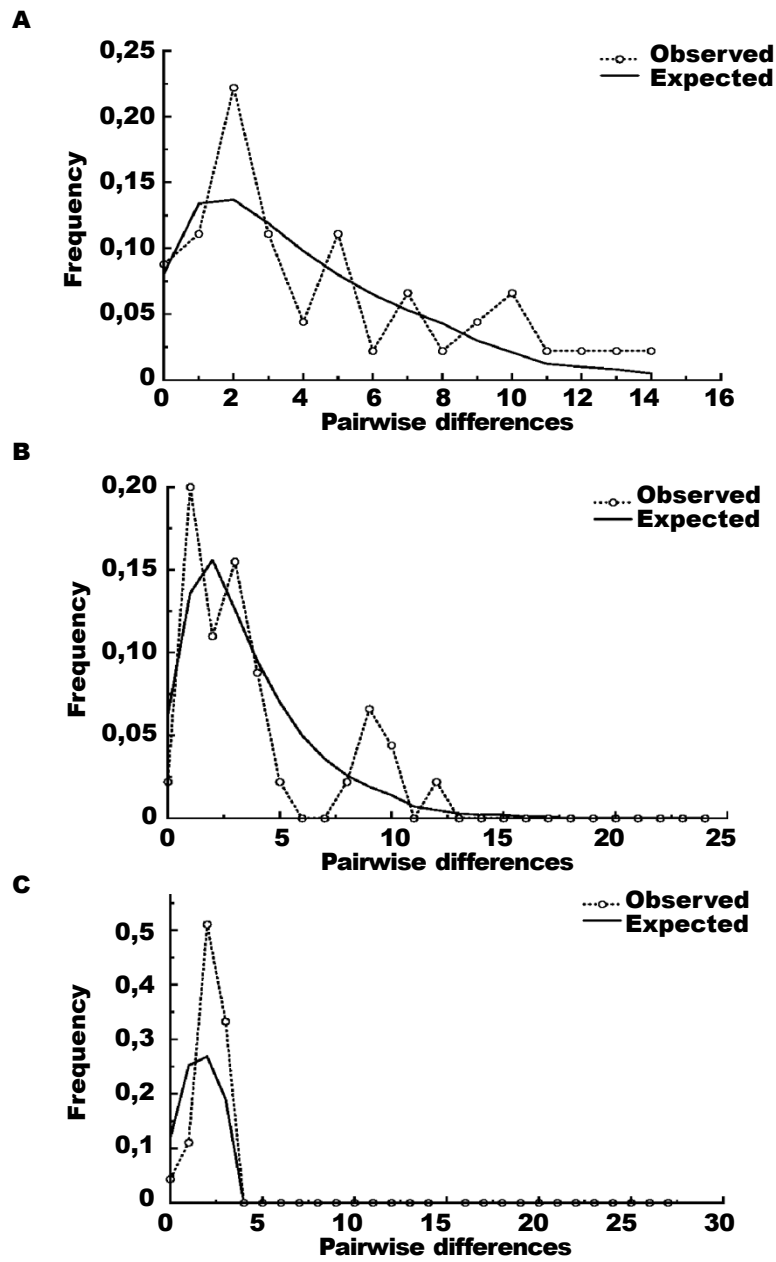 A
0,25
0,20
0,15
0,10
0,05
0
Frequency
Observed
Expected
0 2 4 6 8 10 12 14 16
Pairwise differences
B
0,20
0,15
0,10
0,05
0
Frequency
Observed
Expected
0 5 10 15 20 25
Pairwise differences
C
0,5
0,4
0,3
0,2
0,1
0
Frequency
Observed
Expected
0 5 10 15 20 25 30
Pairwise differences